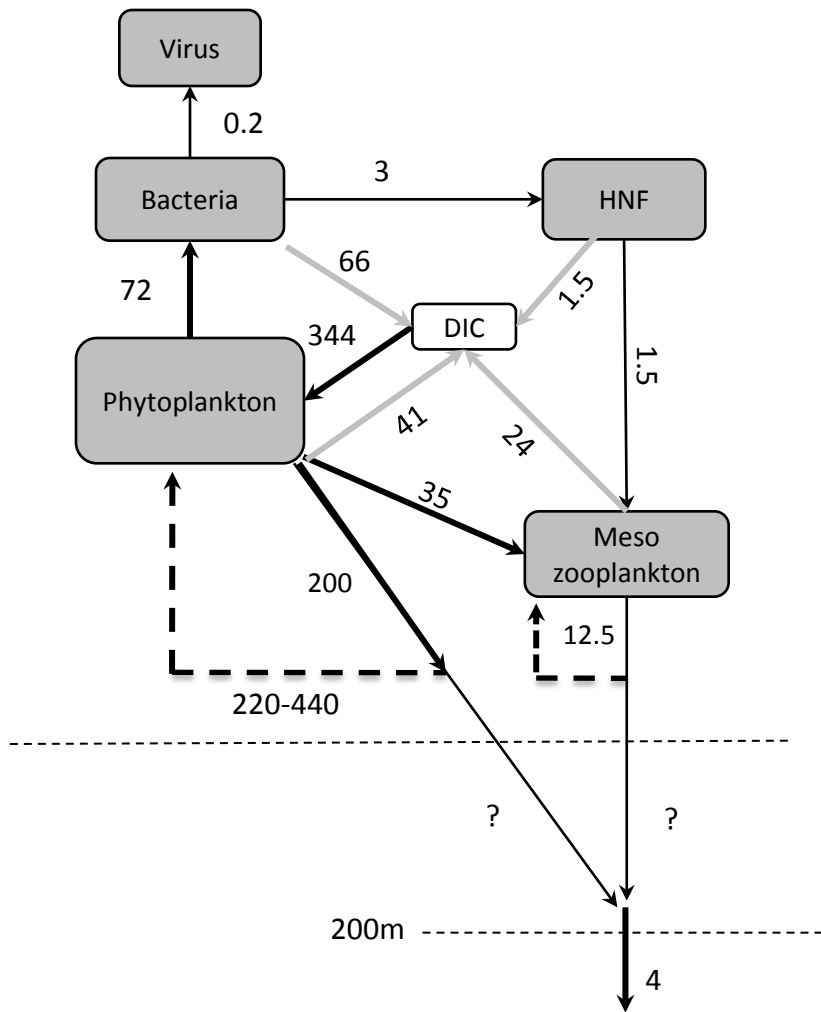 Virus
0.2
Bacteria
3
HNF
72
66
1.5
DIC
344
1.5
Phytoplankton
41
24
35
Meso
zooplankton
200
12.5
220-440
?
?
200m
4